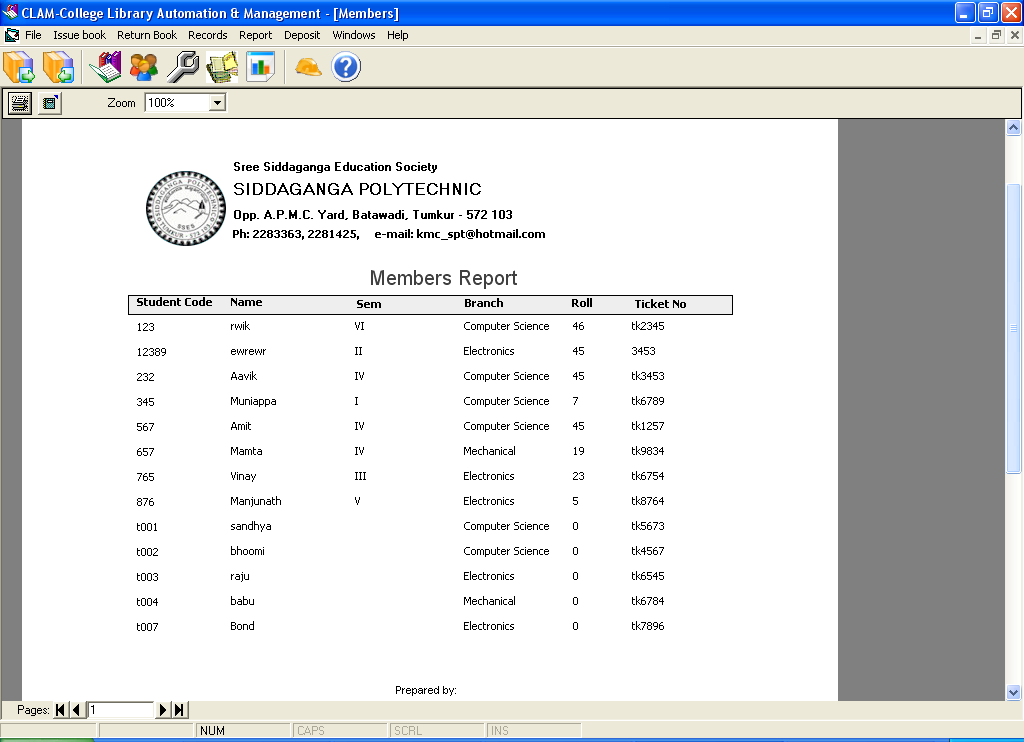 CLAM-College Library Automation & Management - [Members]
File Issue book Return Book Records Report Deposit Windows Help
Zoom 100%
Sree Siddaganga Education Society
SIDDAGANGA POLYTECHNIC
Opp. A.P.M.C. Yard, Batawadi, Tumkur - 572 103
Ph: 2283363, 2281425, e-mail: kmc_spt@hotmail.com
Members Report
Student Code Name Sem Branch Roll Ticket No
123 rwik VI Computer Science 46 tk2345
12389 ewrewr II Electronics 45 3453
232 Aavik IV Computer Science 45 tk3453
345 Muniappa I Computer Science 7 tk6789
567 Amit IV Computer Science 45 tk1257
657 Mamta IV Mechanical 19 tk9834
765 Vinay III Electronics 23 tk6754
876 Manjunath V Electronics 5 tk8764
t001 sandhya Computer Science 0 tk5673
t002 bhoomi Computer Science 0 tk4567
t003 raju Electronics 0 tk6545
t004 babu Mechanical 0 tk6784
t007 Bond Electronics 0 tk7896
Prepared by:
Pages: 1
NUM CAPS SCRL INS